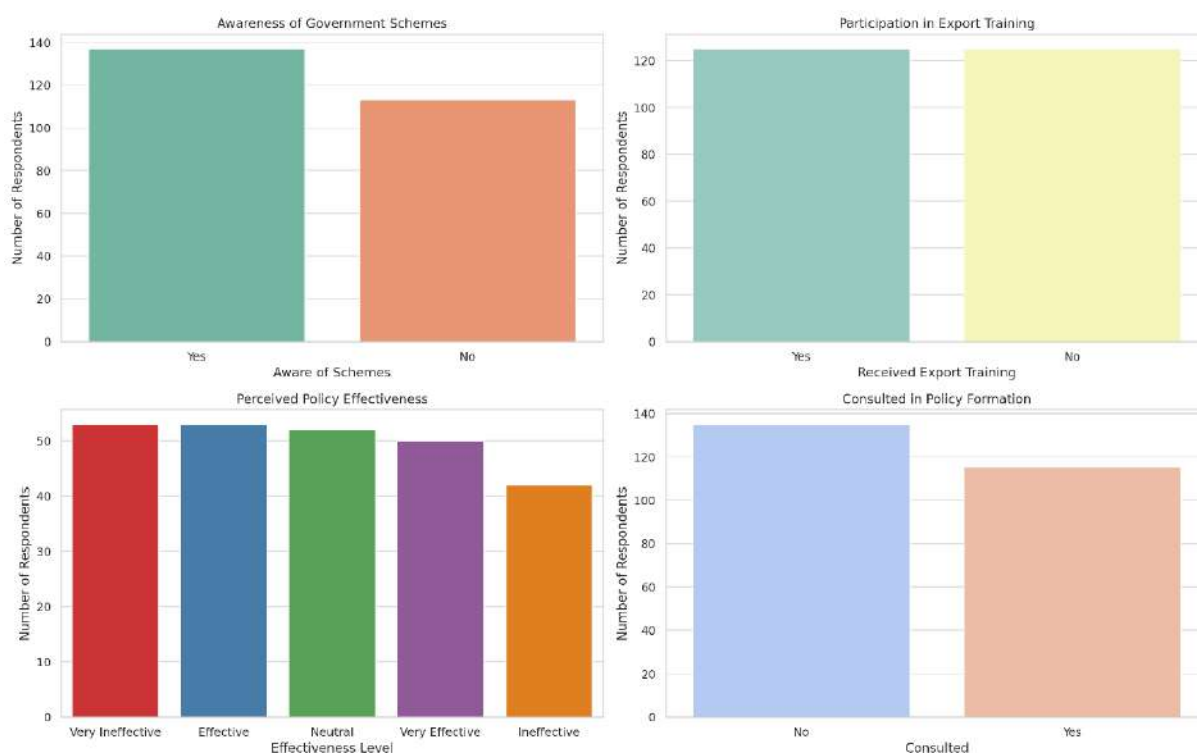 Awareness of Government Schemes
140
120
100
80
60
40
20
0
Number of Respondents
Yes No
Aware of Schemes
Participation in Export Training
120
100
80
60
40
20
0
Number of Respondents
Yes No
Received Export Training
Perceived Policy Effectiveness
50
40
30
20
10
0
Number of Respondents
Very Ineffective Effective Neutral Very Effective Ineffective
Effectiveness Level
Consulted in Policy Formation
140
120
100
80
60
40
20
0
Number of Respondents
No Yes
Consulted